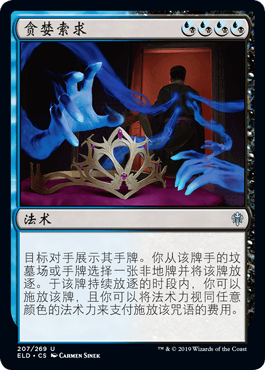 贪婪索求
法术
目标对手展示其手牌。你从该牌手的坟
墓场或手牌选择一张非地牌并将该牌放
逐。于该牌持续放逐的时段内，你可以
施放该牌，且你可以将法术力视同任意
颜色的法术力来支付施放该咒语的费用。
207/269 U
ELD • CS CARMEN SINEK
™ & © 2019 Wizards of the Coast